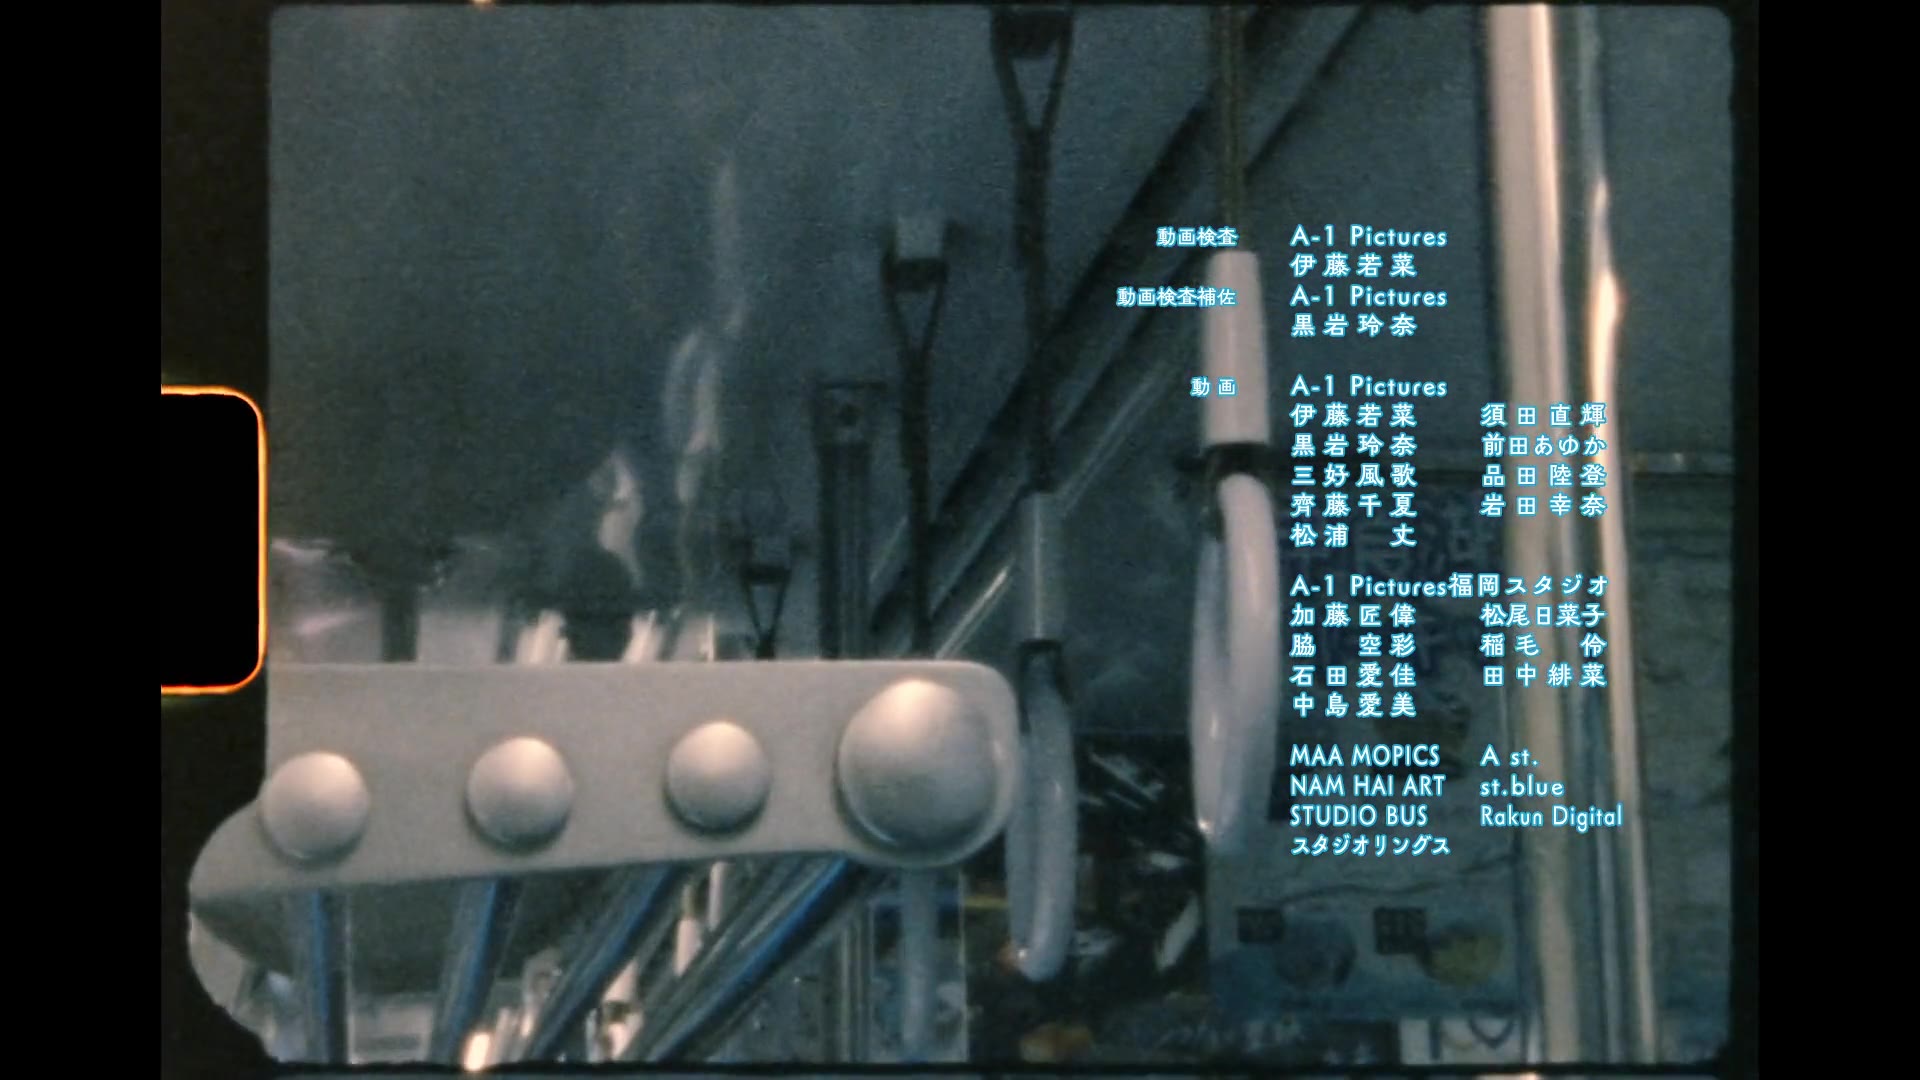 動画検査 A-1 Pictures
伊藤若菜
動画検査補佐 A-1 Pictures
黒岩玲奈
動画 A-1 Pictures
伊藤若菜 須田直輝
黒岩玲奈 前田あゆか
三好風歌 品田陸登
齊藤千夏 岩田幸奈
松浦 丈
A-1 Pictures福岡スタジオ
加藤匠偉 松尾日菜子
脇 空彩 稲毛 伶
石田愛佳 田中緋菜
中島愛美
MAA MOPICS A st.
NAM HAI ART st.blue
STUDIO BUS Rakun Digital
スタジオリングス